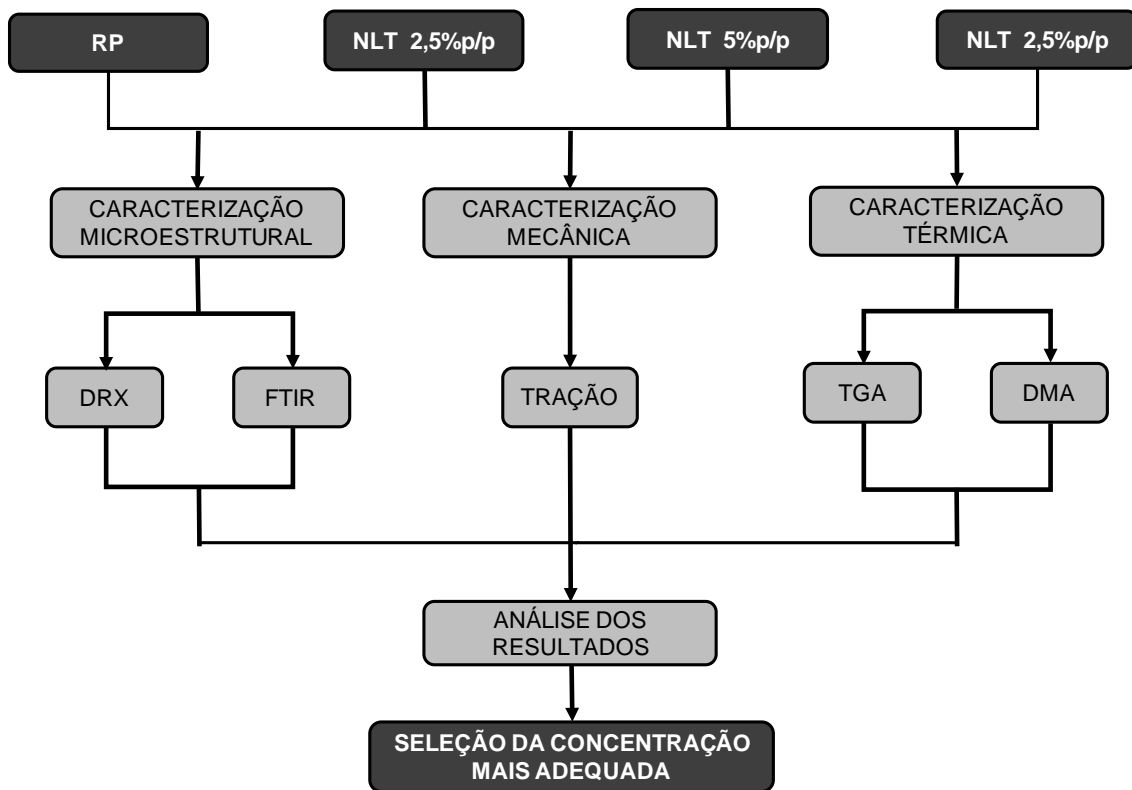 RP
NLT 2,5%p/p
NLT 5%p/p
NLT 2,5%p/p
CARACTERIZAÇÃO
MICROESTRUTURAL
CARACTERIZAÇÃO
MECÂNICA
CARACTERIZAÇÃO
TÉRMICA
DRX
FTIR
TRAÇÃO
TGA
DMA
ANÁLISE DOS
RESULTADOS
SELEÇÃO DA CONCENTRAÇÃO
MAIS ADEQUADA